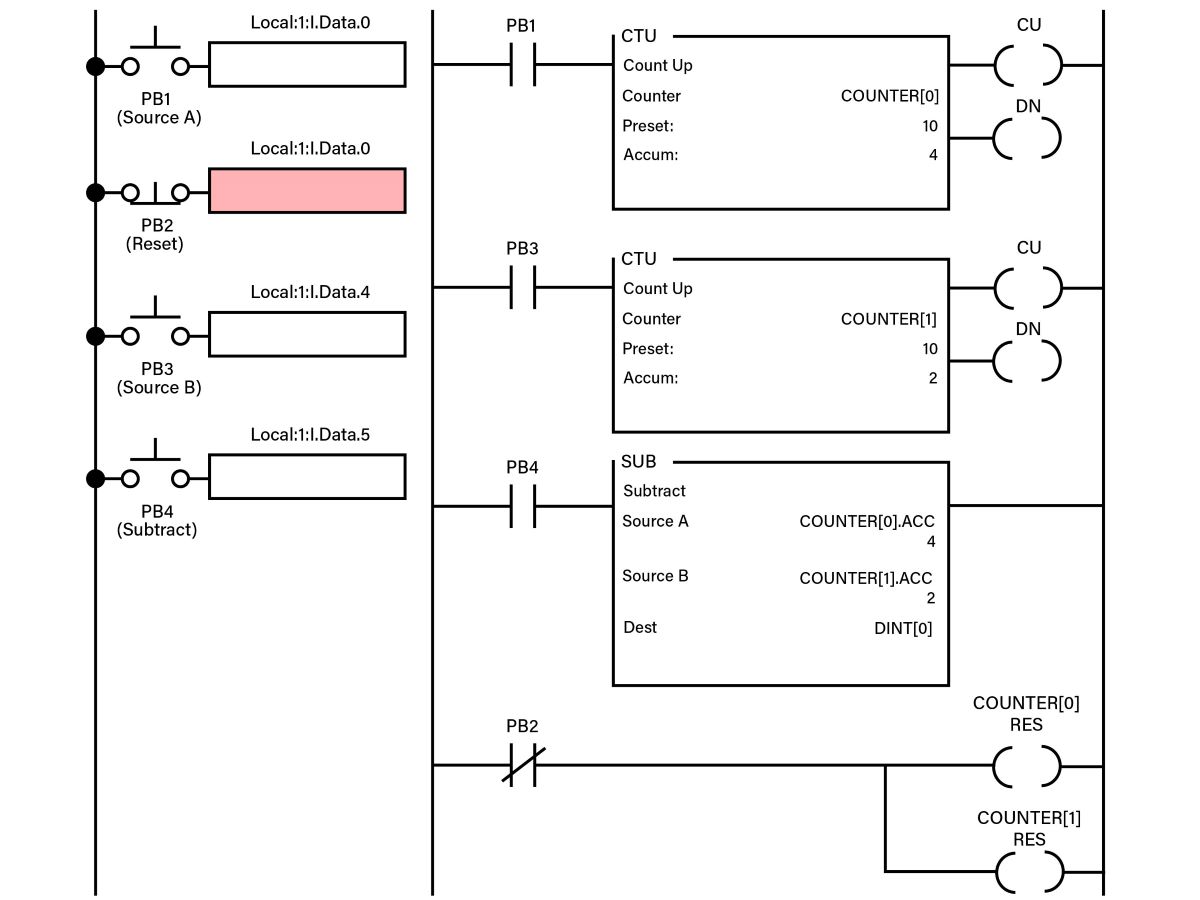 Local:1:I.Data.0
PB1
(Source A)
Local:1:I.Data.0
PB2
(Reset)
Local:1:I.Data.4
PB3
(Source B)
Local:1:I.Data.5
PB4
(Subtract)
PB1
CTU
Count Up
Counter COUNTER[0]
Preset: 10
Accum: 4
CU
DN
PB3
CTU
Count Up
Counter COUNTER[1]
Preset: 10
Accum: 2
CU
DN
PB4
SUB
Subtract
Source A COUNTER[0].ACC
4
Source B COUNTER[1].ACC
2
Dest DINT[0]
PB2
COUNTER[0]
RES
COUNTER[1]
RES